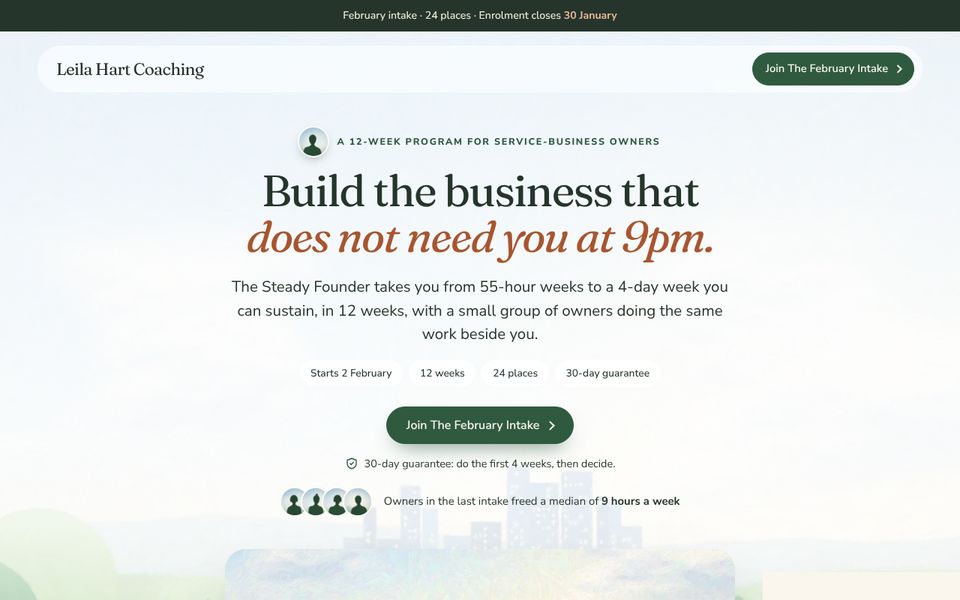 February intake · 24 places · Enrolment closes 30 January
Leila Hart Coaching
Join The February Intake
A 12-WEEK PROGRAM FOR SERVICE-BUSINESS OWNERS
Build the business that
does not need you at 9pm.
The Steady Founder takes you from 55-hour weeks to a 4-day week you
can sustain, in 12 weeks, with a small group of owners doing the same
work beside you.
Starts 2 February
12 weeks
24 places
30-day guarantee
Join The February Intake
30-day guarantee: do the first 4 weeks, then decide.
Owners in the last intake freed a median of 9 hours a week